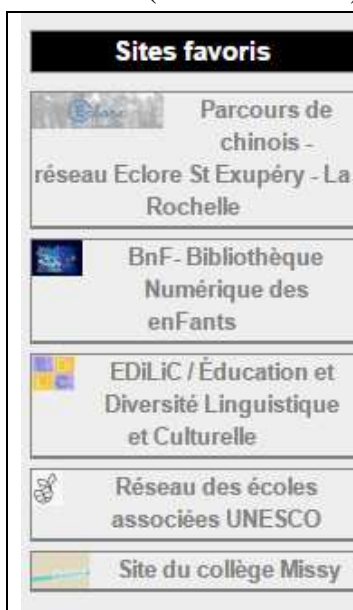 Sites favoris
Parcours de
chinois -
réseau Eclore St Exupéry - La
Rochelle
BnF- Bibliothèque
Numérique des
enFants
EDiLiC / Éducation et
Diversité Linguistique
et Culturelle
Réseau des écoles
associées UNESCO
Site du collège Missy